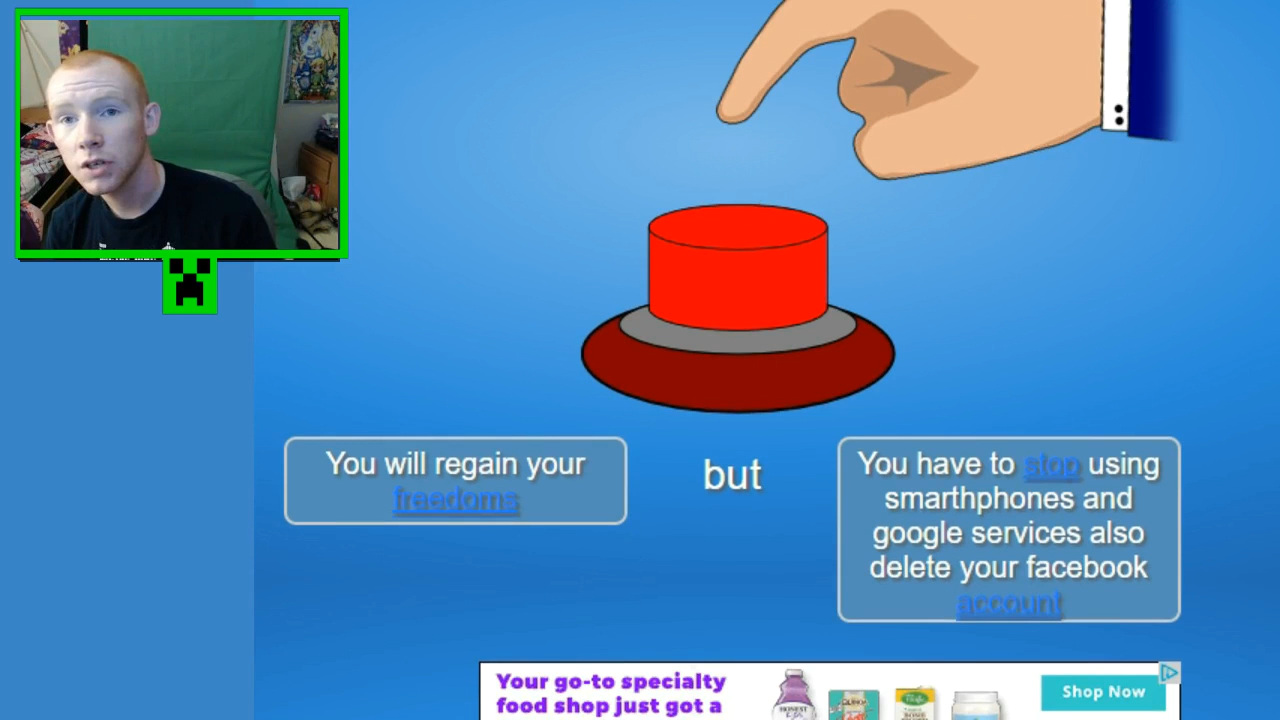 You will regain your
freedoms
but
You have to stop using
smarthphones and
google services also
delete your facebook
account
Your go-to specialty
food shop just got a
Shop Now
HONEST